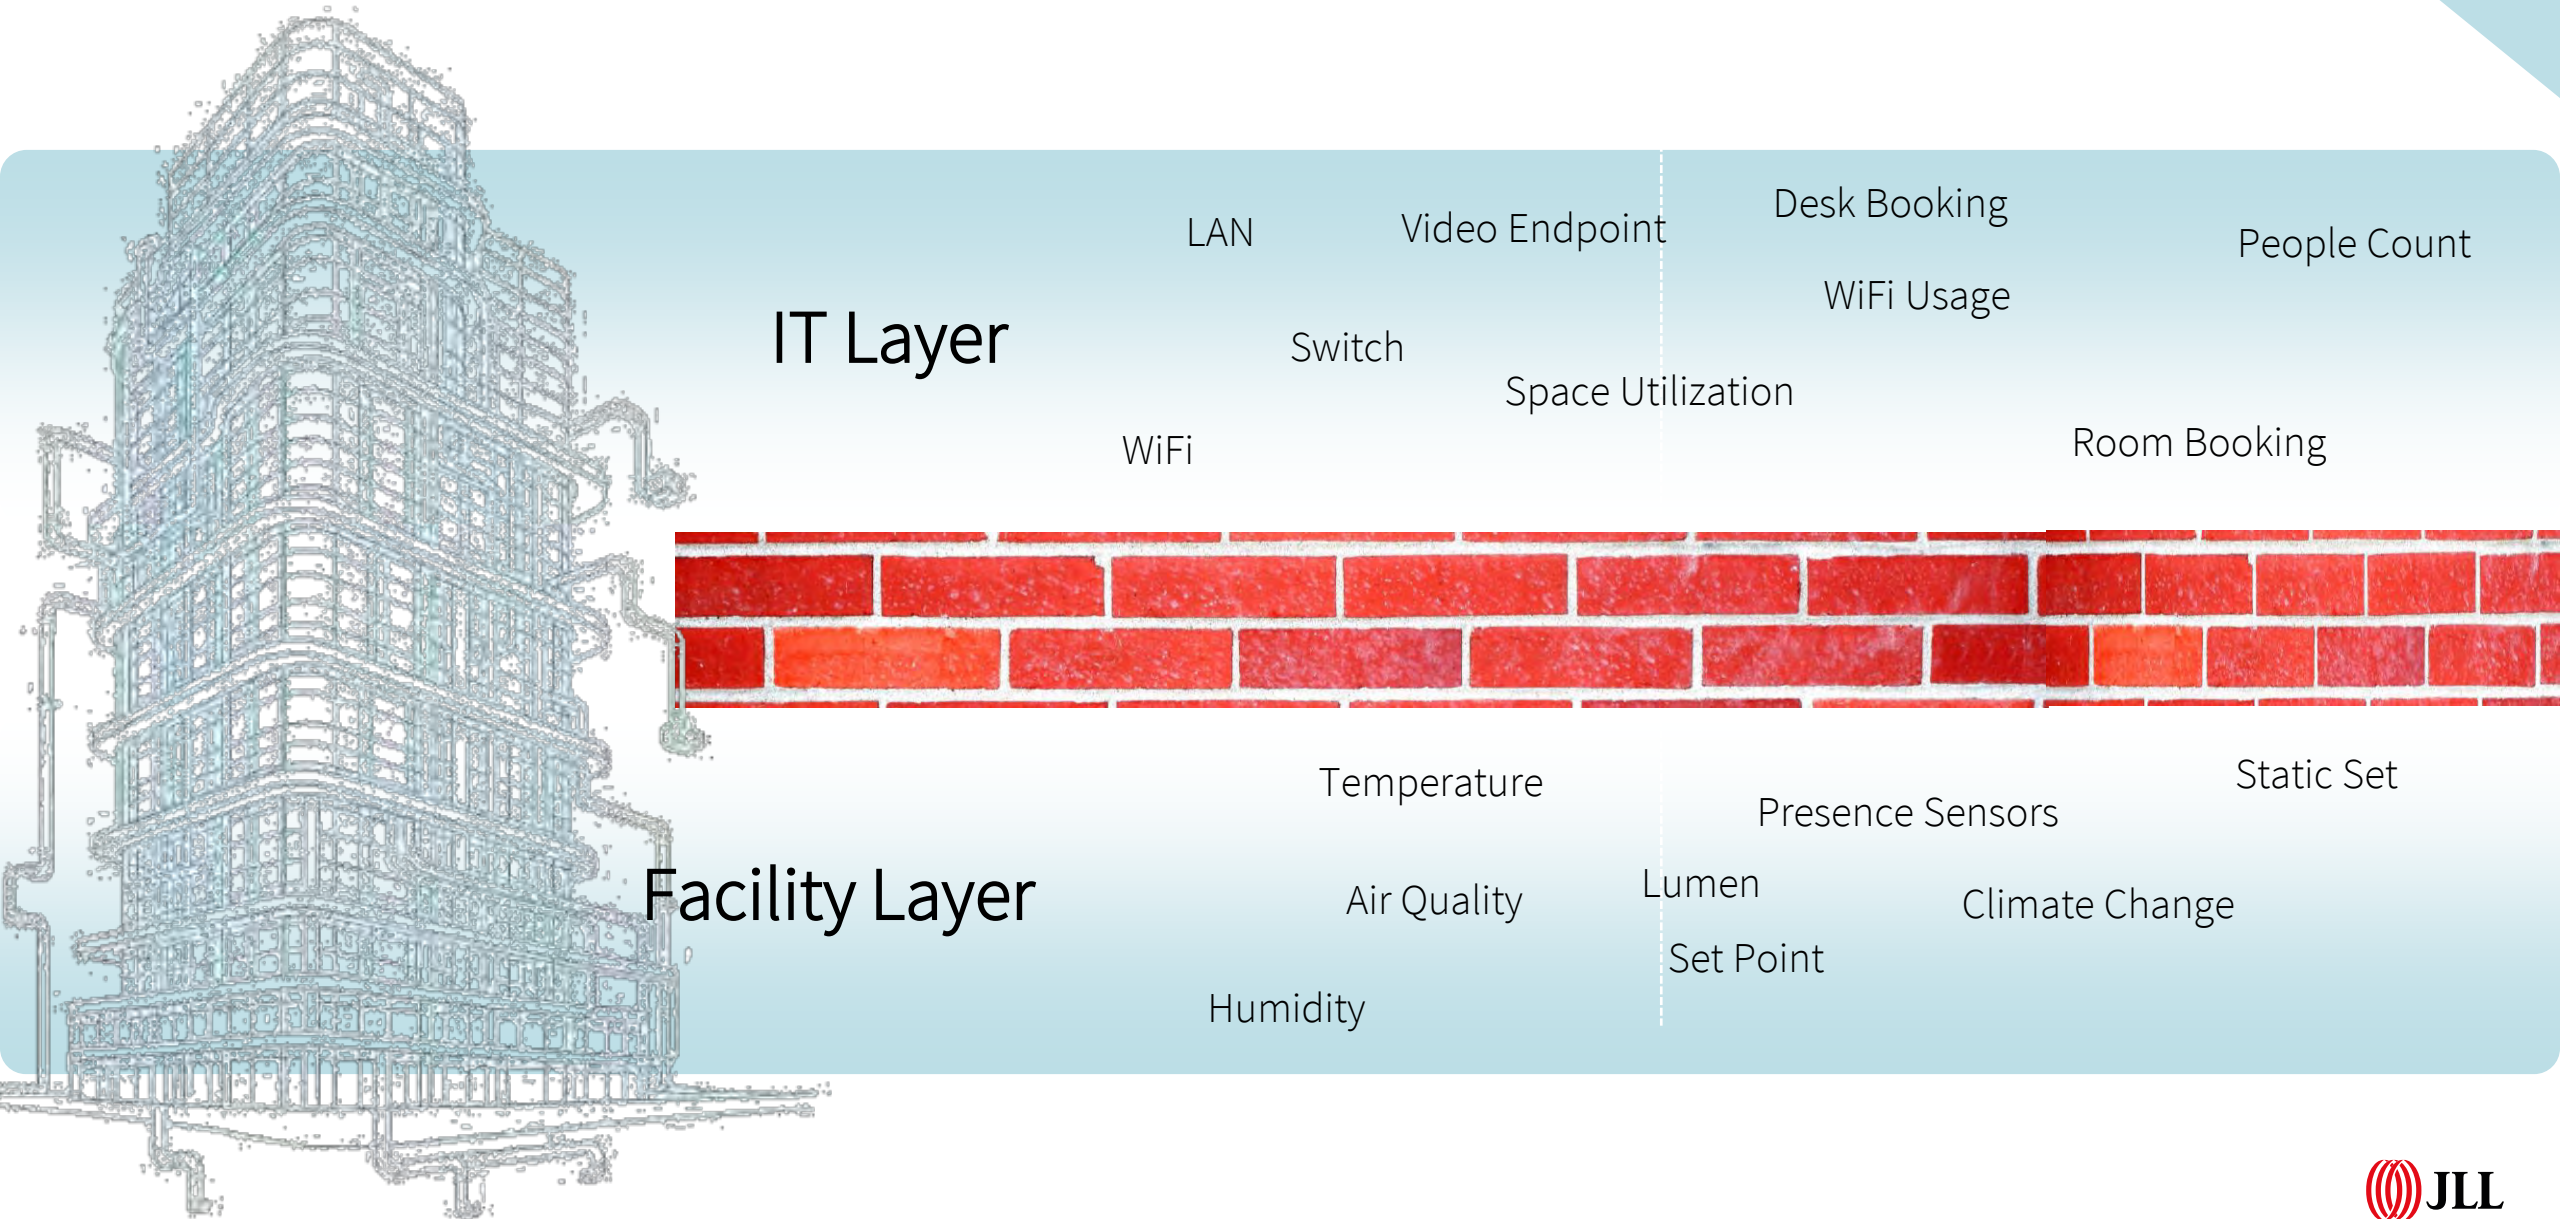 Desk Booking
LAN
Video Endpoint
People Count
WiFi Usage
IT Layer
Switch
Space Utilization
WiFi
Room Booking
Temperature
Static Set
Presence Sensors
Facility Layer
Air Quality
Lumen
Climate Change
Set Point
Humidity
JLL